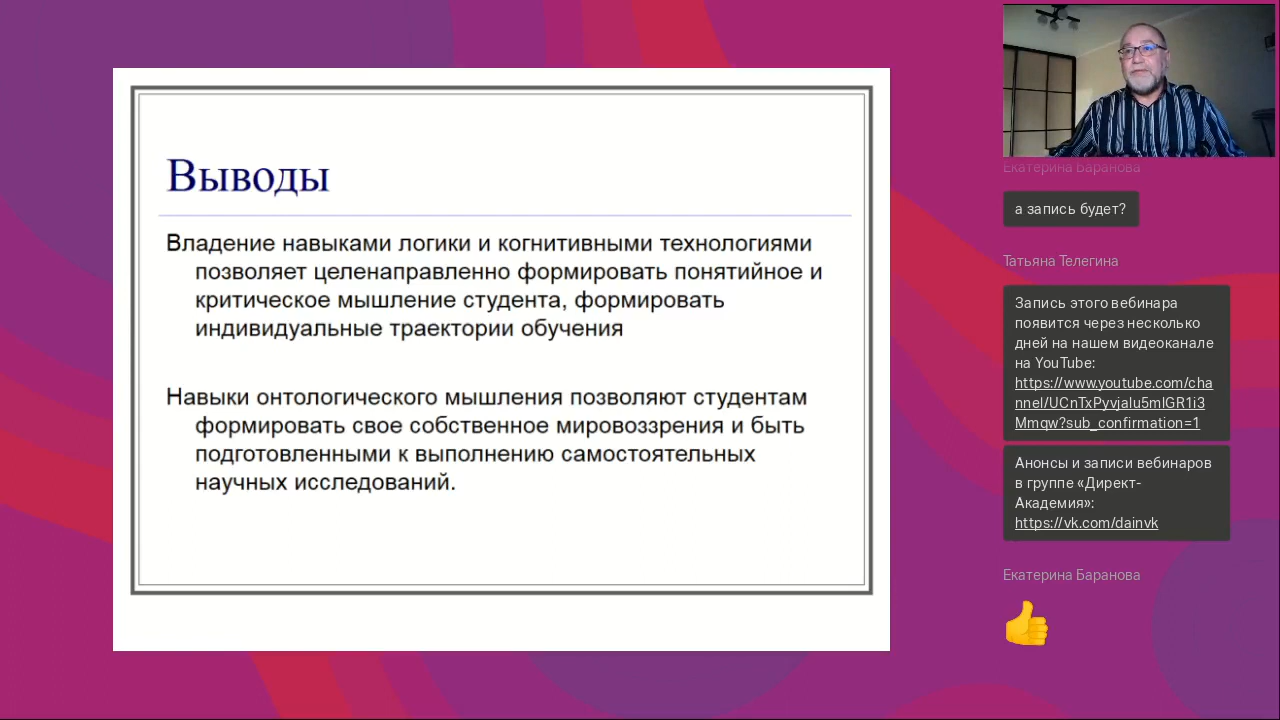 Выводы
Владение навыками логики и когнитивными технологиями
позволяет целенаправленно формировать понятийное и
критическое мышление студента, формировать
индивидуальные траектории обучения
Навыки онтологического мышления позволяют студентам
формировать свое собственное мировоззрения и быть
подготовленными к выполнению самостоятельных
научных исследований.
Екатерина Баранова
а запись будет?
Татьяна Телегина
Запись этого вебинара
появится через несколько
дней на нашем видеоканале
на YouTube:
https://www.youtube.com/cha
nnel/UCnTxPyvjalu5mlGR1i3
Mmqw?sub_confirmation=1
Анонсы и записи вебинаров
в группе «Директ-
Академия»:
https://vk.com/dainvk
Екатерина Баранова